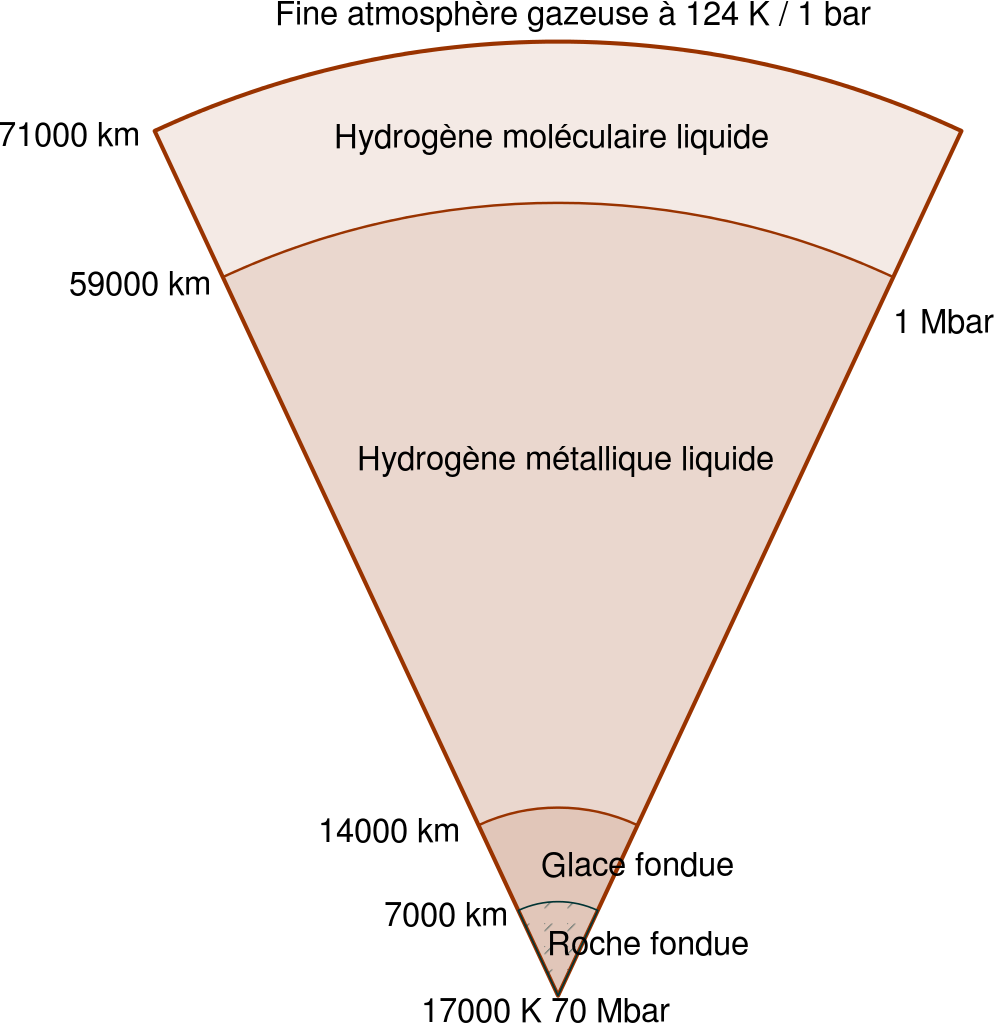 Fine atmosphère gazeuse à 124 K / 1 bar
71000 km
Hydrogène moléculaire liquide
59000 km
1 Mbar
Hydrogène métallique liquide
14000 km
Glace fondue
7000 km
Roche fondue
17000 K 70 Mbar